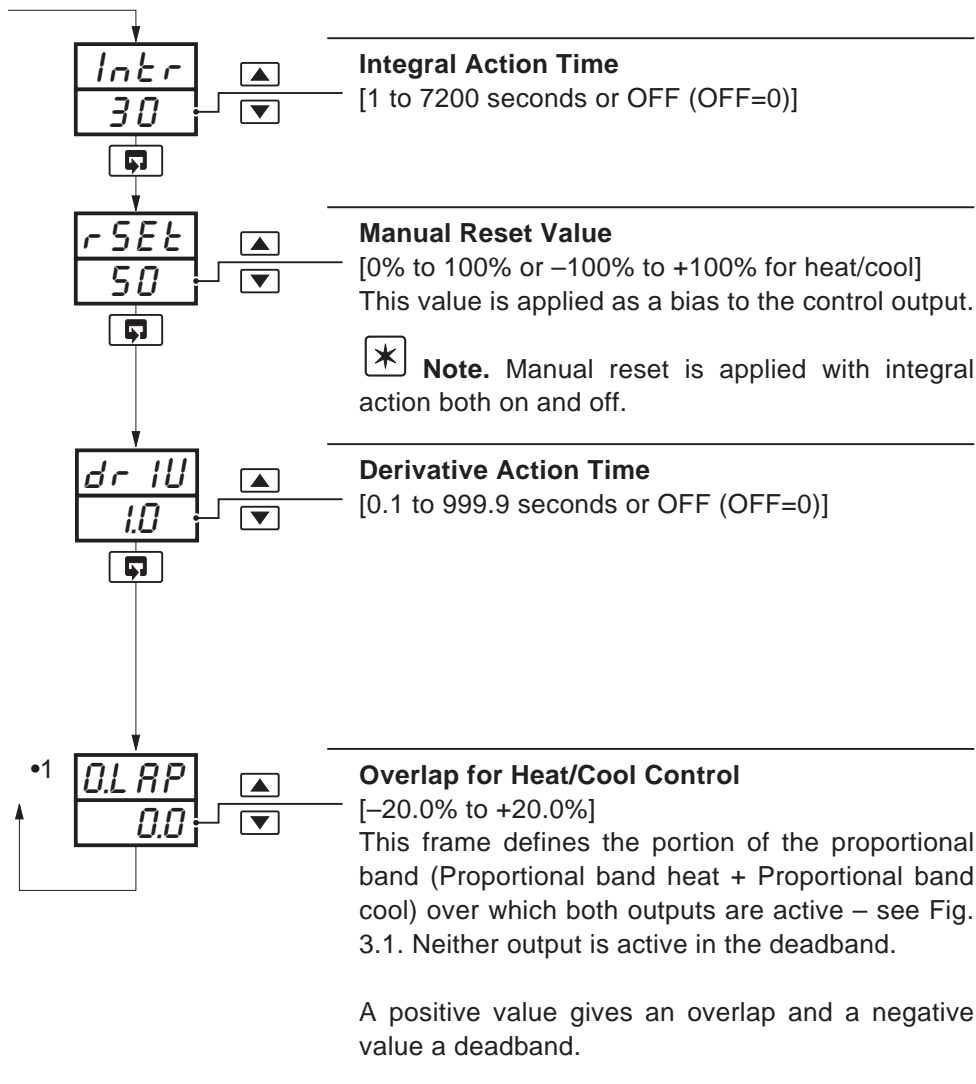 Intr
30
Integral Action Time
[1 to 7200 seconds or OFF (OFF=0)]
rSEt
50
Manual Reset Value
[0% to 100% or –100% to +100% for heat/cool]
This value is applied as a bias to the control output.
Note. Manual reset is applied with integral
action both on and off.
drIV
1.0
Derivative Action Time
[0.1 to 999.9 seconds or OFF (OFF=0)]
•1
O.LAP
0.0
Overlap for Heat/Cool Control
[–20.0% to +20.0%]
This frame defines the portion of the proportional
band (Proportional band heat + Proportional band
cool) over which both outputs are active – see Fig.
3.1. Neither output is active in the deadband.
A positive value gives an overlap and a negative
value a deadband.